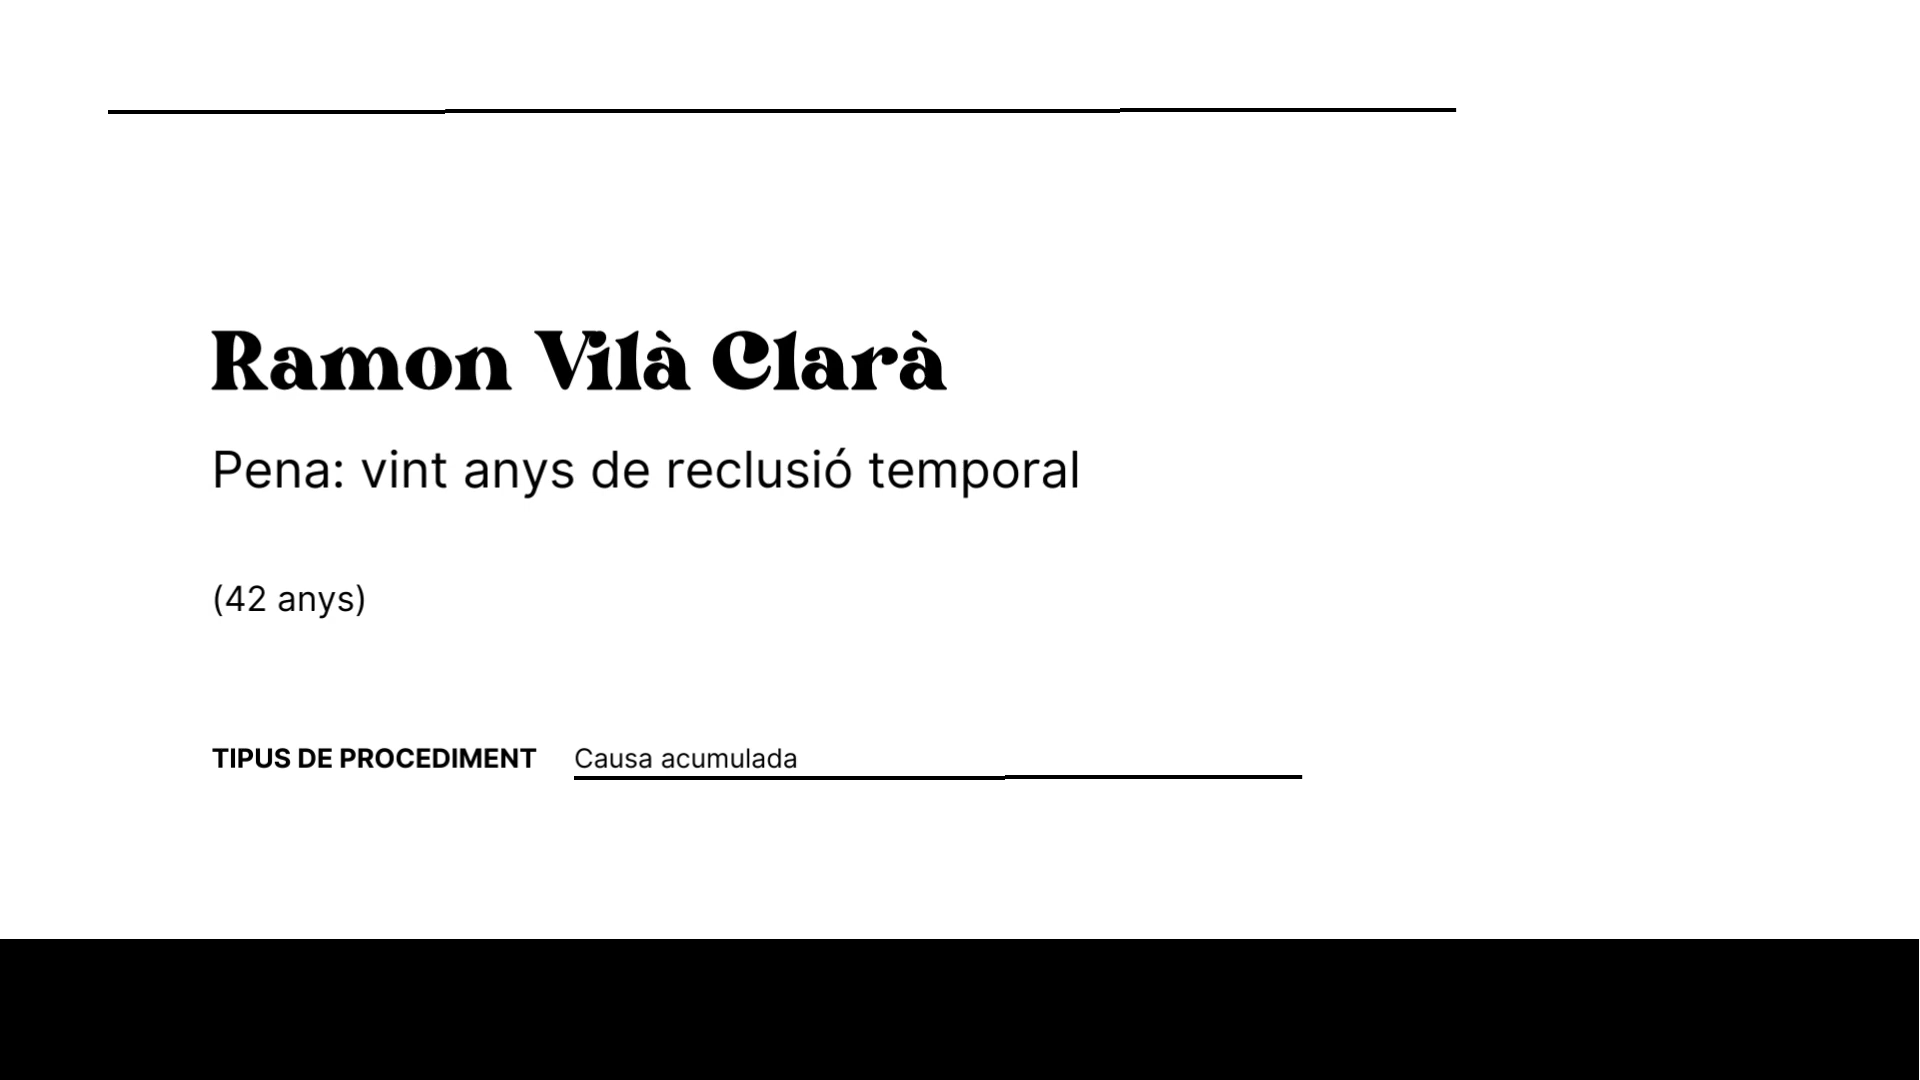 Ramon Vilà Clarà
Pena: vint anys de reclusió temporal
(42 anys)
TIPUS DE PROCEDIMENT Causa acumulada